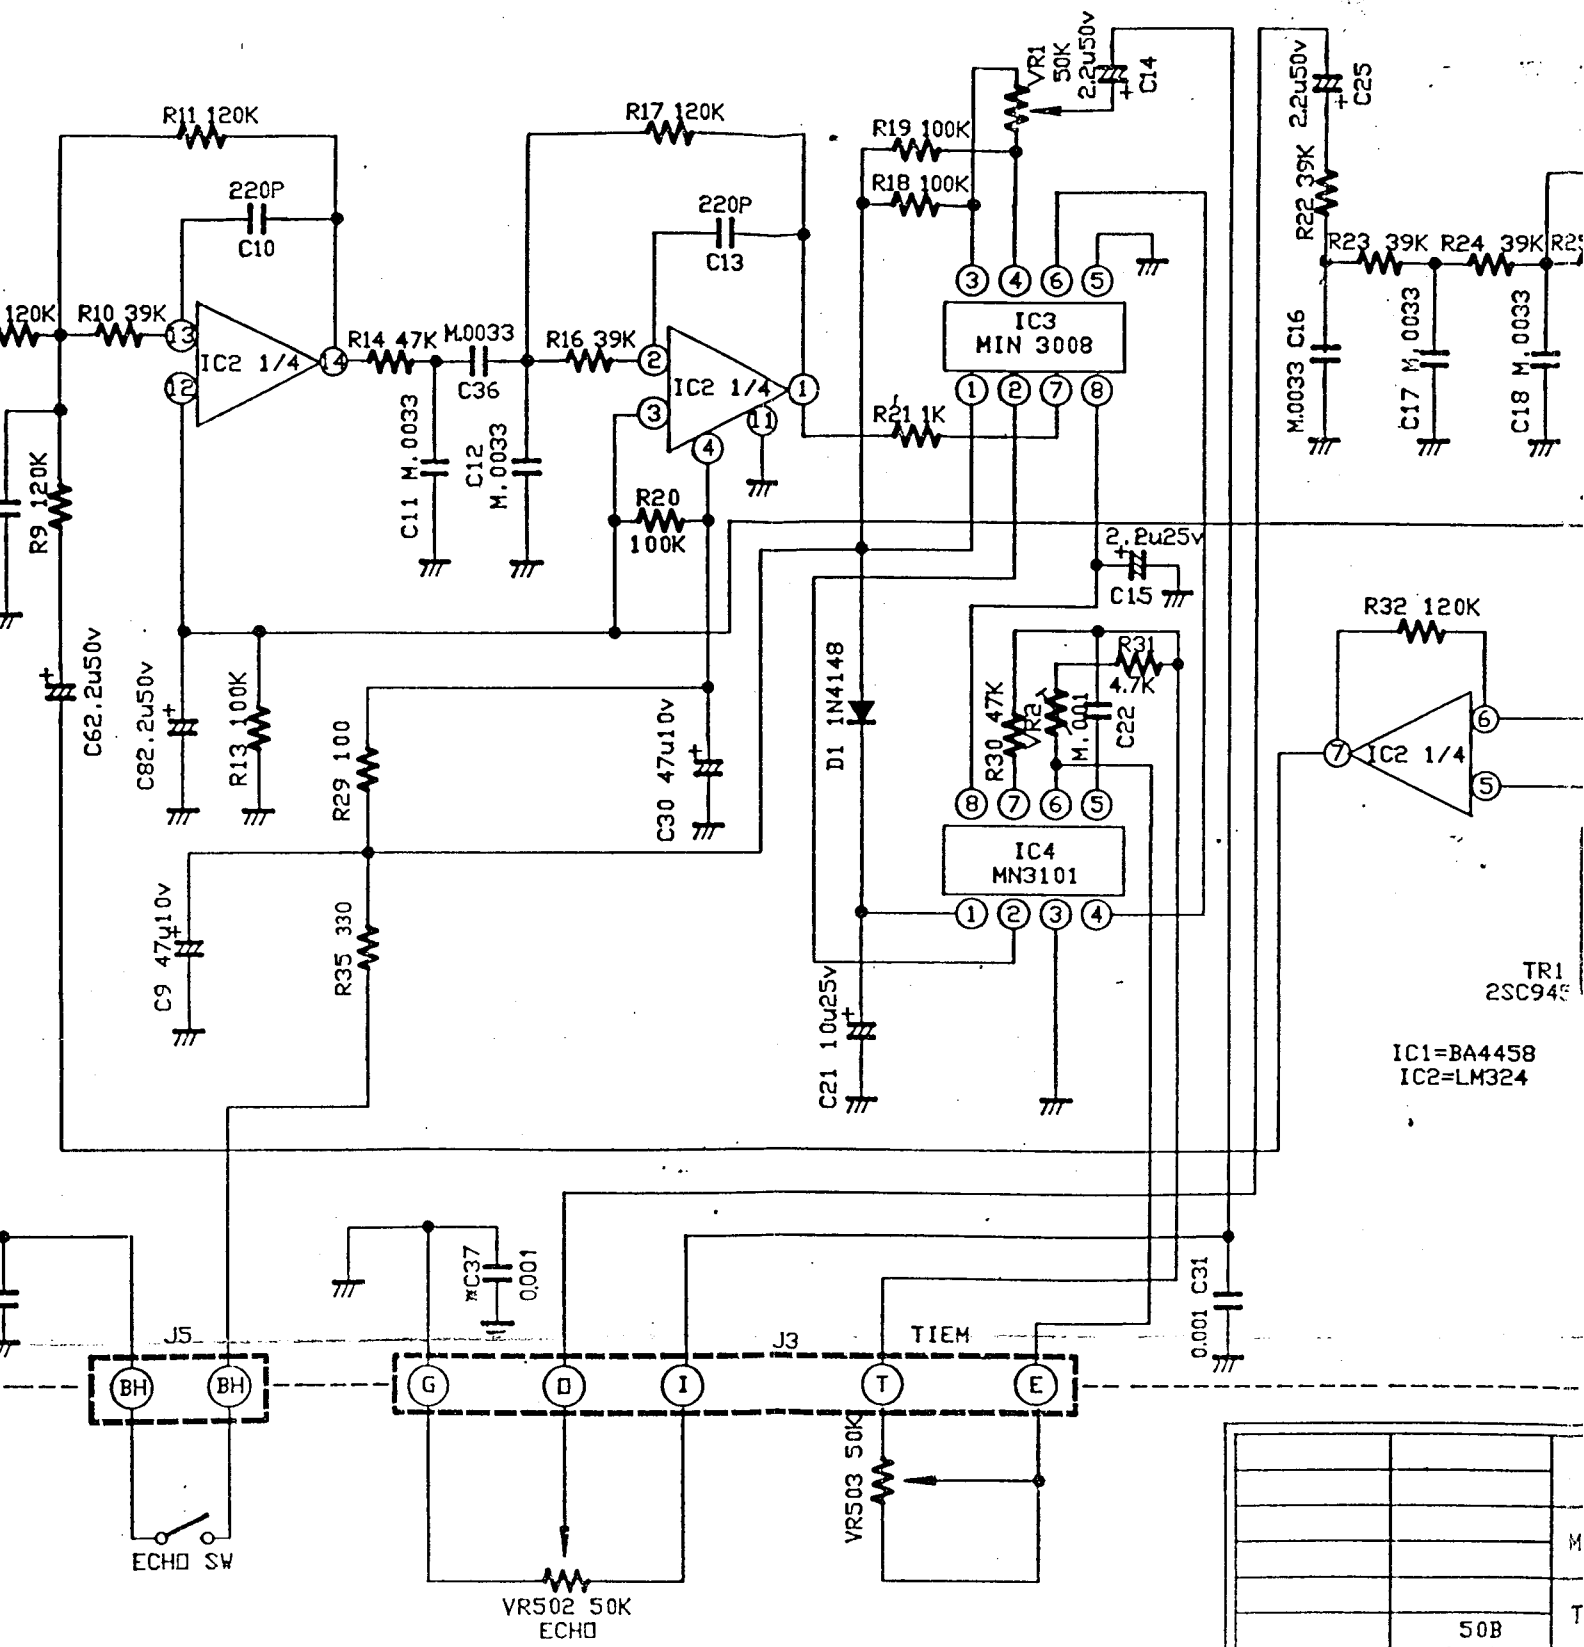 VR1
50K
2.2u50v
C14
2.2u50v
C25
R11 120K
R17 120K
R19 100K
R18 100K
R22 39K
220P
C10
220P
C13
R23 39K
R24 39K
3
4
6
5
120K
R10 39K
13
12
IC2 1/4
14
R14 47K
M.0033
C36
R16 39K
2
3
IC2 1/4
1
11
4
IC3
MIN 3008
1
2
7
8
R21 1K
M.0033 C16
C17 M.0033
C18 M.0033
R9 120K
C11 M.0033
C12
M.0033
R20
100K
2.2u25v
C15
R32 120K
C62.2u50v
C82.2u50v
R13 100K
R29 100
C30 47u10v
D1 1N4148
R31
4.7K
R30 47K
VR2
M.001
C22
6
7
IC2 1/4
5
8
7
6
5
IC4
MN3101
1
2
3
4
C9 47u10v
R35 330
C21 10u25v
TR1
IC1=BA4458
IC2=LM324
*C37
0.001
0.001 C31
J5
J3
TIEM
BH
BH
G
O
I
T
E
VR503 50K
ECHO SW
VR502 50K
ECHO
50B